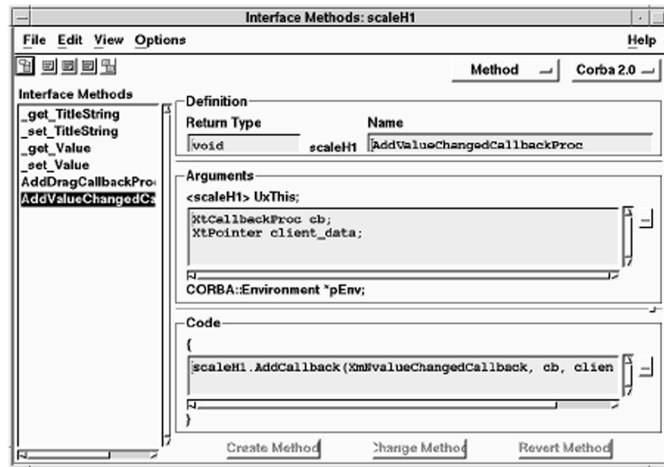 Interface Methods: scaleH1
File Edit View Options Help
Method Corba 2.0
Interface Methods
_get_TitleString
_set_TitleString
_get_Value
_set_Value
AddDragCallbackPro
AddValueChangedCa
Definition
Return Type Name
void scaleH1 AddValueChangedCallbackProc
Arguments
<scaleH1> UxThis;
XtCallbackProc cb;
XtPointer client_data;
CORBA::Environment *pEnv;
Code
{
scaleH1.AddCallback(XmNvalueChangedCallback, cb, clien
}
Create Method Change Method Revert Method